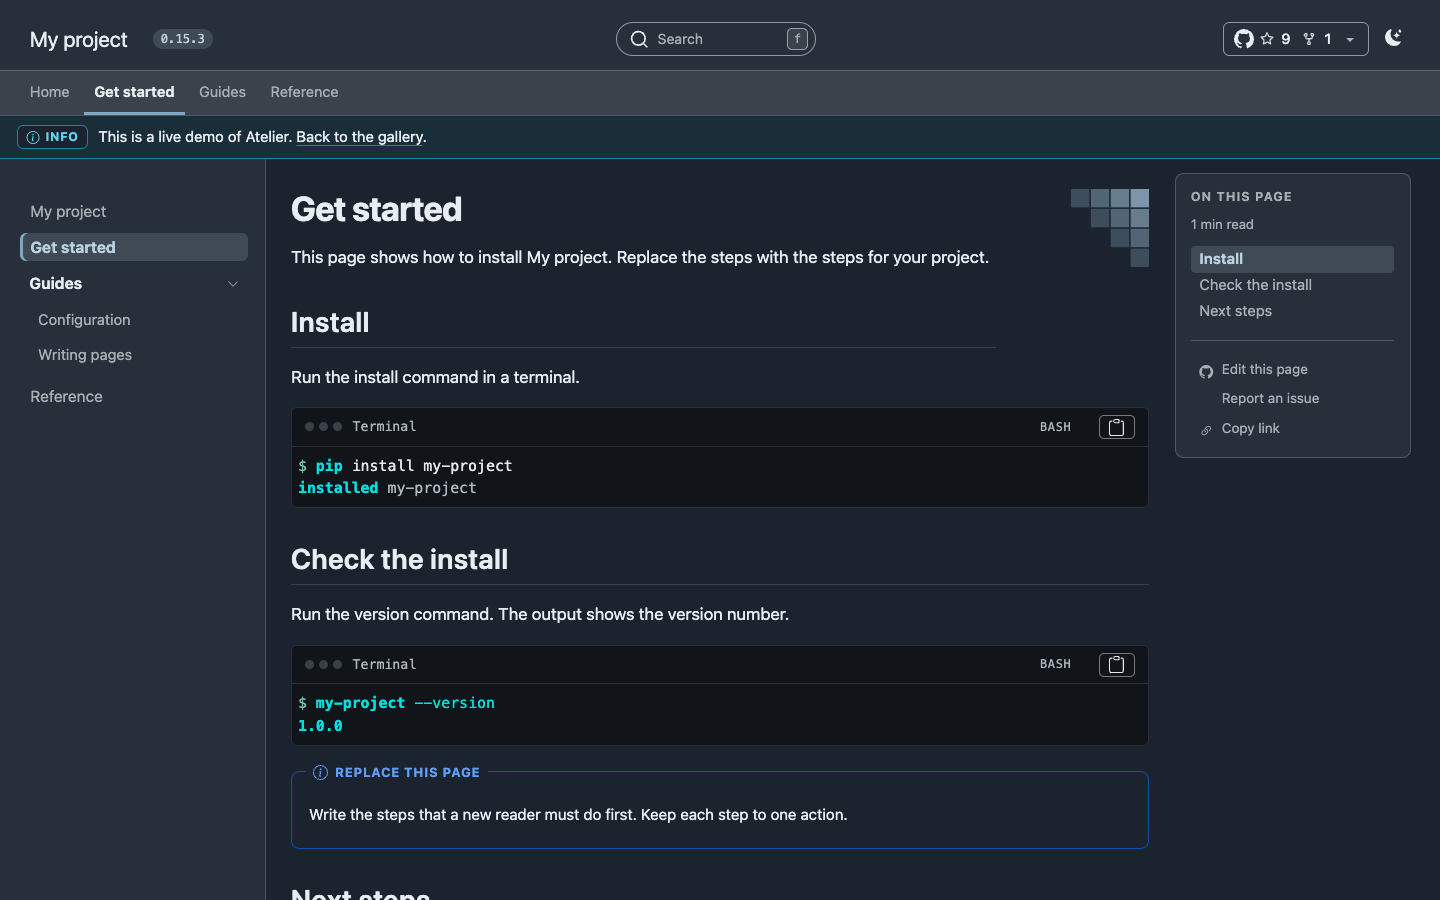 My project
0.15.3
Search
f
9
1
Home
Get started
Guides
Reference
INFO
This is a live demo of Atelier. Back to the gallery.
My project
Get started
Guides
Configuration
Writing pages
Reference
Get started
This page shows how to install My project. Replace the steps with the steps for your project.
Install
Run the install command in a terminal.
Terminal
BASH
$ pip install my-project
installed my-project
Check the install
Run the version command. The output shows the version number.
Terminal
BASH
$ my-project --version
1.0.0
REPLACE THIS PAGE
Write the steps that a new reader must do first. Keep each step to one action.
Next steps
ON THIS PAGE
1 min read
Install
Check the install
Next steps
Edit this page
Report an issue
Copy link